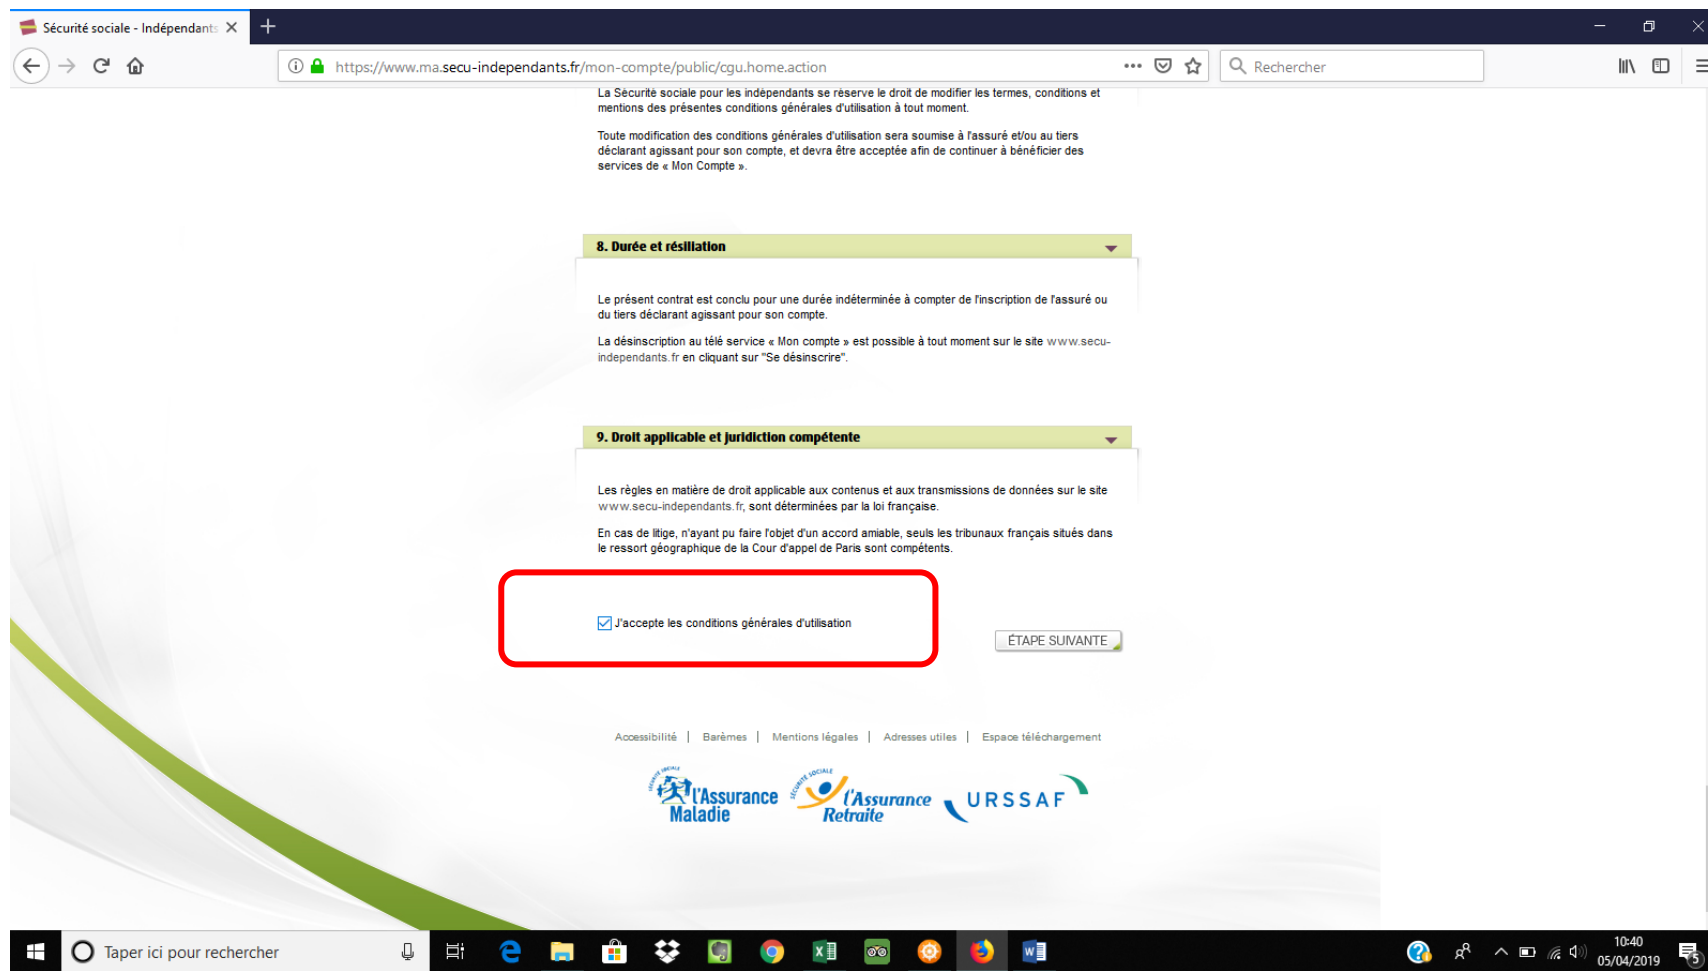 Sécurité sociale - Indépendants
https://www.ma.secu-independants.fr/mon-compte/public/cgu.home.action
Rechercher
La Sécurité sociale pour les indépendants se réserve le droit de modifier les termes, conditions et
mentions des présentes conditions générales d'utilisation à tout moment.
Toute modification des conditions générales d'utilisation sera soumise à l'assuré et/ou au tiers
déclarant agissant pour son compte, et devra être acceptée afin de continuer à bénéficier des
services de « Mon Compte ».
8. Durée et résiliation
Le présent contrat est conclu pour une durée indéterminée à compter de l'inscription de l'assuré ou
du tiers déclarant agissant pour son compte.
La désinscription au télé service « Mon compte » est possible à tout moment sur le site www.secu-
independants.fr en cliquant sur "Se désinscrire".
9. Droit applicable et juridiction compétente
Les règles en matière de droit applicable aux contenus et aux transmissions de données sur le site
www.secu-independants.fr, sont déterminées par la loi française.
En cas de litige, n'ayant pu faire l'objet d'un accord amiable, seuls les tribunaux français situés dans
le ressort géographique de la Cour d'appel de Paris sont compétents.
J'accepte les conditions générales d'utilisation
ÉTAPE SUIVANTE
Accessibilité | Barèmes | Mentions légales | Adresses utiles | Espace téléchargement
SÉCURITÉ SOCIALE
l'Assurance
Maladie
SÉCURITÉ SOCIALE
l'Assurance
Retraite
URSSAF
Taper ici pour rechercher
10:40
05/04/2019
5